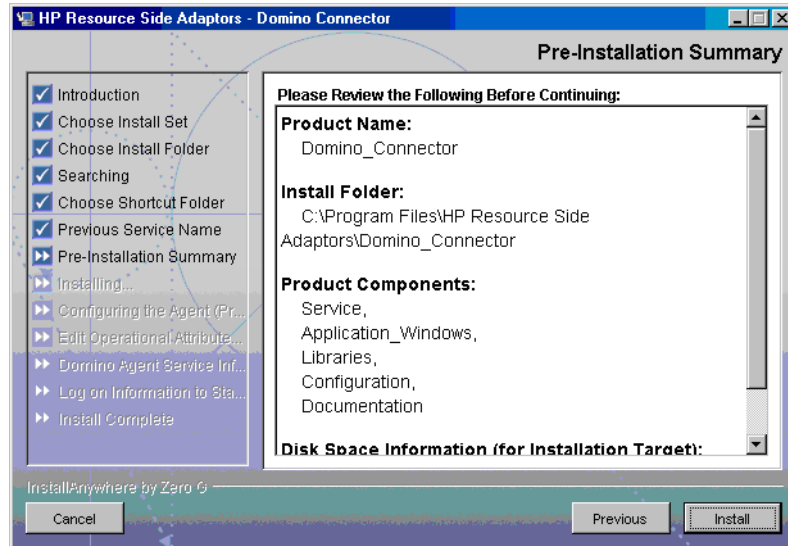 HP Resource Side Adaptors - Domino Connector
Pre-Installation Summary
Introduction
Choose Install Set
Choose Install Folder
Searching
Choose Shortcut Folder
Previous Service Name
Pre-Installation Summary
Installing...
Configuring the Agent (Pr...
Edit Operational Attribute...
Domino Agent Service Inf...
Log on Information to Sta...
Install Complete
Please Review the Following Before Continuing:
Product Name:
Domino_Connector
Install Folder:
C:\Program Files\HP Resource Side
Adaptors\Domino_Connector
Product Components:
Service,
Application_Windows,
Libraries,
Configuration,
Documentation
Disk Space Information (for Installation Target):
InstallAnywhere by Zero G
Cancel
Previous
Install